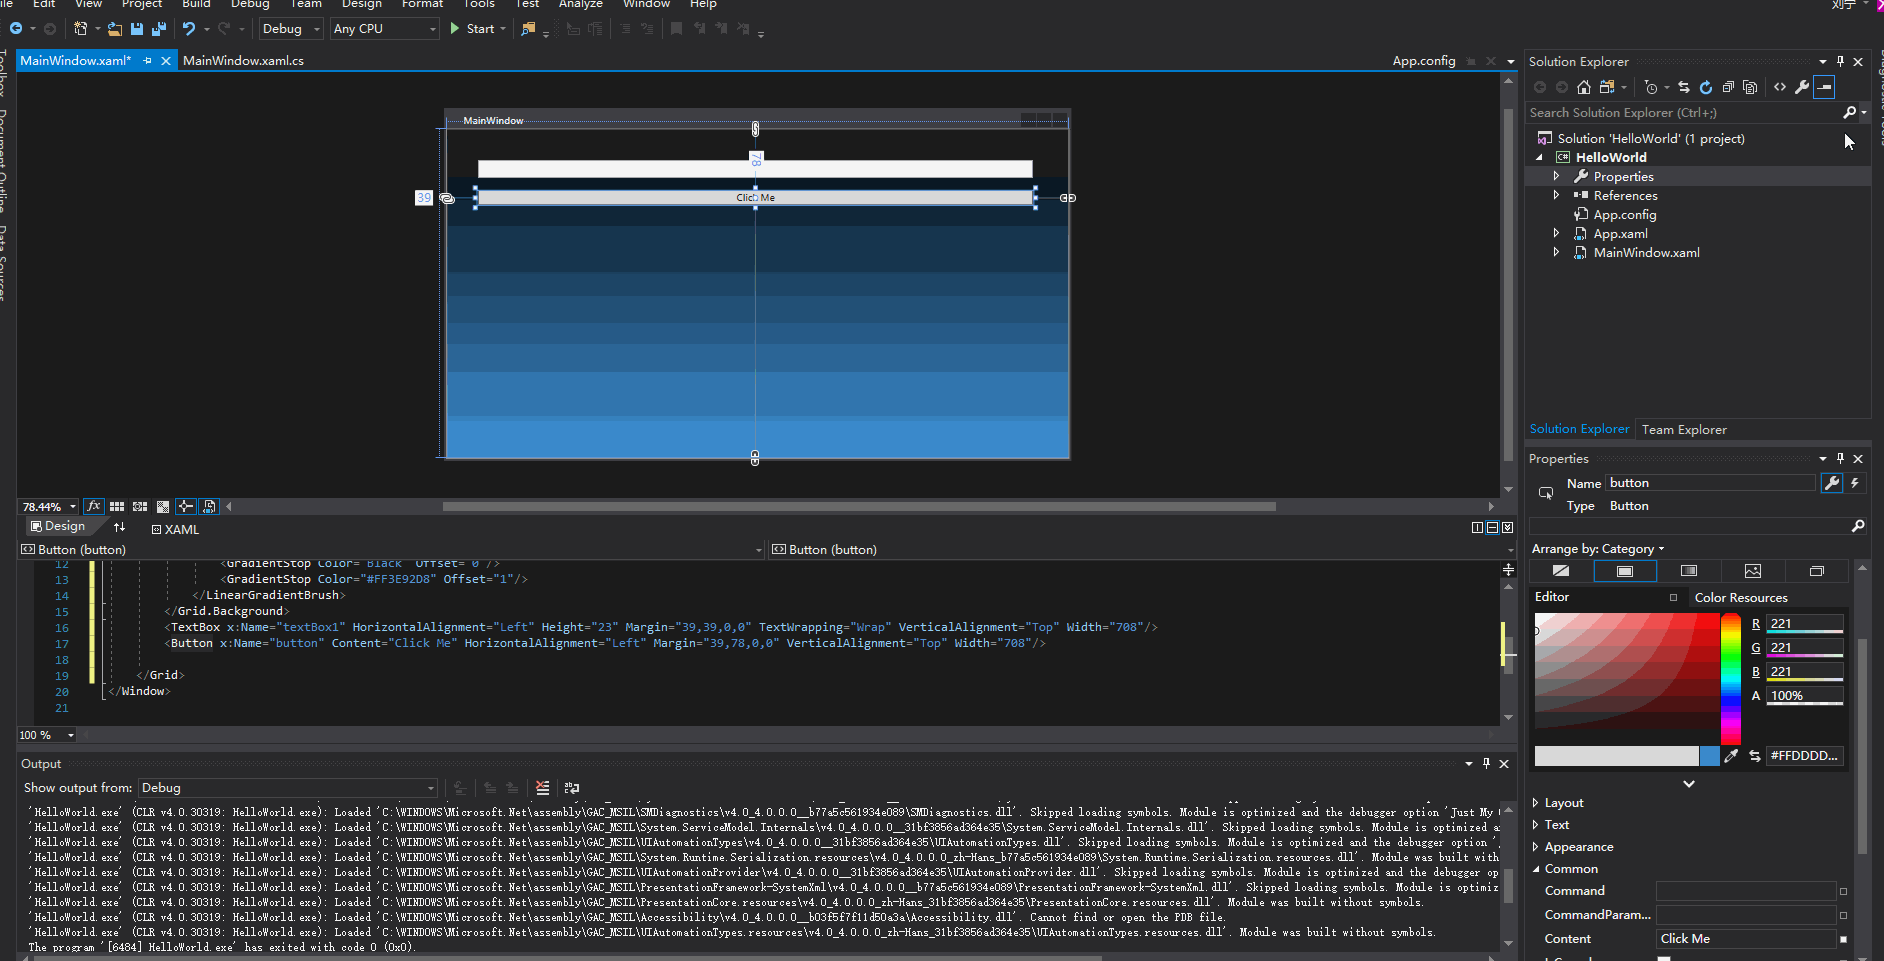 ile Edit View Project Build Debug Team Design Format Tools Test Analyze Window Help 刘宁
Debug Any CPU Start
MainWindow.xaml* MainWindow.xaml.cs App.config
Toolbox Document Outline Data Sources
MainWindow
78
39
Click Me
78.44% fx
Design XAML
Button (button) Button (button)
12 <GradientStop Color="Black" Offset="0"/>
13 <GradientStop Color="#FF3E92D8" Offset="1"/>
14 </LinearGradientBrush>
15 </Grid.Background>
16 <TextBox x:Name="textBox1" HorizontalAlignment="Left" Height="23" Margin="39,39,0,0" TextWrapping="Wrap" VerticalAlignment="Top" Width="708"/>
17 <Button x:Name="button" Content="Click Me" HorizontalAlignment="Left" Margin="39,78,0,0" VerticalAlignment="Top" Width="708"/>
18
19 </Grid>
20 </Window>
21
100 %
Output
Show output from: Debug
'HelloWorld.exe' (CLR v4.0.30319: HelloWorld.exe): Loaded 'C:\WINDOWS\Microsoft.Net\assembly\GAC_MSIL\SMDiagnostics\v4.0_4.0.0.0__b77a5c561934e089\SMDiagnostics.dll'. Skipped loading symbols. Module is optimized and the debugger option 'Just My
'HelloWorld.exe' (CLR v4.0.30319: HelloWorld.exe): Loaded 'C:\WINDOWS\Microsoft.Net\assembly\GAC_MSIL\System.ServiceModel.Internals\v4.0_4.0.0.0__31bf3856ad364e35\System.ServiceModel.Internals.dll'. Skipped loading symbols. Module is optimized a
'HelloWorld.exe' (CLR v4.0.30319: HelloWorld.exe): Loaded 'C:\WINDOWS\Microsoft.Net\assembly\GAC_MSIL\UIAutomationTypes\v4.0_4.0.0.0__31bf3856ad364e35\UIAutomationTypes.dll'. Skipped loading symbols. Module is optimized and the debugger option '
'HelloWorld.exe' (CLR v4.0.30319: HelloWorld.exe): Loaded 'C:\WINDOWS\Microsoft.Net\assembly\GAC_MSIL\System.Runtime.Serialization.resources\v4.0_4.0.0.0_zh-Hans_b77a5c561934e089\System.Runtime.Serialization.resources.dll'. Module was built with
'HelloWorld.exe' (CLR v4.0.30319: HelloWorld.exe): Loaded 'C:\WINDOWS\Microsoft.Net\assembly\GAC_MSIL\UIAutomationProvider\v4.0_4.0.0.0__31bf3856ad364e35\UIAutomationProvider.dll'. Skipped loading symbols. Module is optimized and the debugger op
'HelloWorld.exe' (CLR v4.0.30319: HelloWorld.exe): Loaded 'C:\WINDOWS\Microsoft.Net\assembly\GAC_MSIL\PresentationFramework-SystemXml\v4.0_4.0.0.0__b77a5c561934e089\PresentationFramework-SystemXml.dll'. Skipped loading symbols. Module is optimiz
'HelloWorld.exe' (CLR v4.0.30319: HelloWorld.exe): Loaded 'C:\WINDOWS\Microsoft.Net\assembly\GAC_MSIL\PresentationCore.resources\v4.0_4.0.0.0_zh-Hans_31bf3856ad364e35\PresentationCore.resources.dll'. Module was built without symbols.
'HelloWorld.exe' (CLR v4.0.30319: HelloWorld.exe): Loaded 'C:\WINDOWS\Microsoft.Net\assembly\GAC_MSIL\Accessibility\v4.0_4.0.0.0__b03f5f7f11d50a3a\Accessibility.dll'. Cannot find or open the PDB file.
'HelloWorld.exe' (CLR v4.0.30319: HelloWorld.exe): Loaded 'C:\WINDOWS\Microsoft.Net\assembly\GAC_MSIL\UIAutomationTypes.resources\v4.0_4.0.0.0_zh-Hans_31bf3856ad364e35\UIAutomationTypes.resources.dll'. Module was built without symbols.
The program '[6484] HelloWorld.exe' has exited with code 0 (0x0).
Solution Explorer
Search Solution Explorer (Ctrl+;)
Solution 'HelloWorld' (1 project)
C# HelloWorld
Properties
References
App.config
App.xaml
MainWindow.xaml
Solution Explorer Team Explorer
Properties
Name button
Type Button
Arrange by: Category
Editor Color Resources
R 221
G 221
B 221
A 100%
#FFDDDD...
Layout
Text
Appearance
Common
Command
CommandParam...
Content Click Me